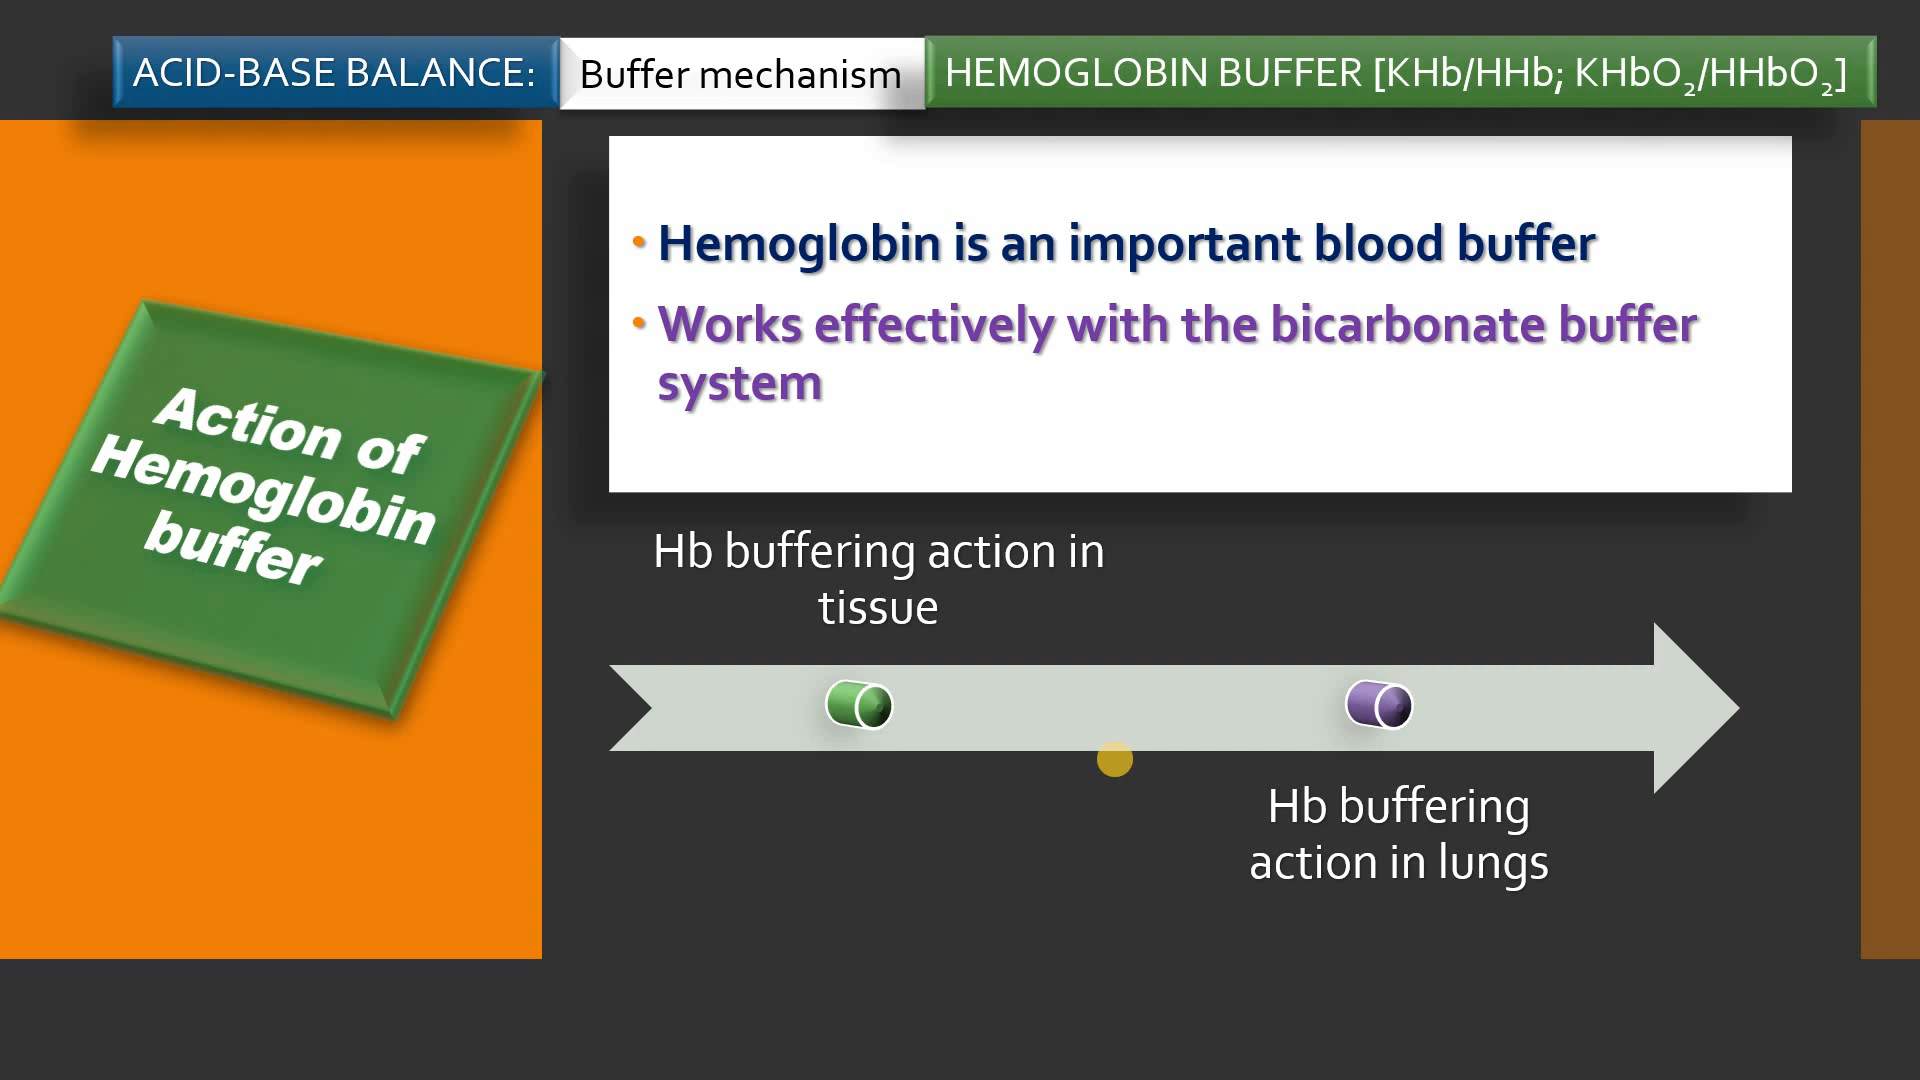 ACID-BASE BALANCE: Buffer mechanism HEMOGLOBIN BUFFER [KHb/HHb; KHbO₂/HHbO₂]
Action of
Hemoglobin
buffer
• Hemoglobin is an important blood buffer
• Works effectively with the bicarbonate buffer
system
Hb buffering action in
tissue
Hb buffering
action in lungs